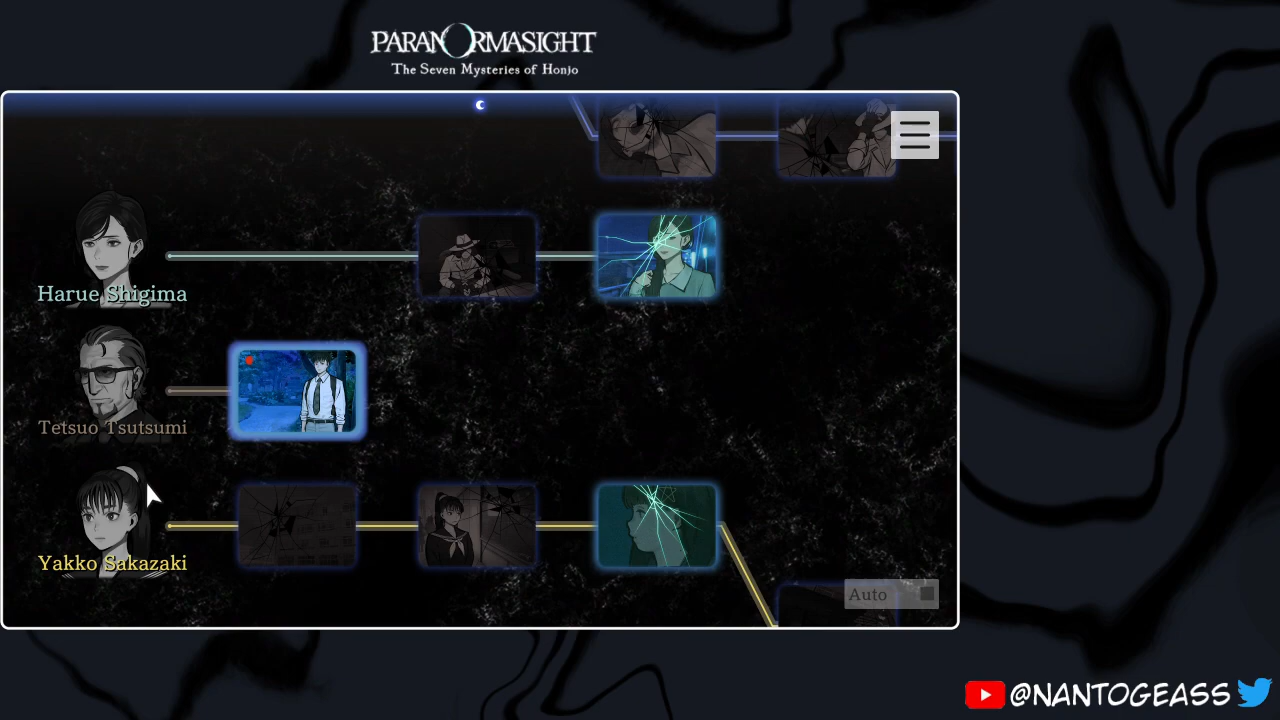 PARANORMASIGHT
The Seven Mysteries of Honjo
Harue Shigima
Tetsuo Tsutsumi
Yakko Sakazaki
Auto
@NANTOGEASS